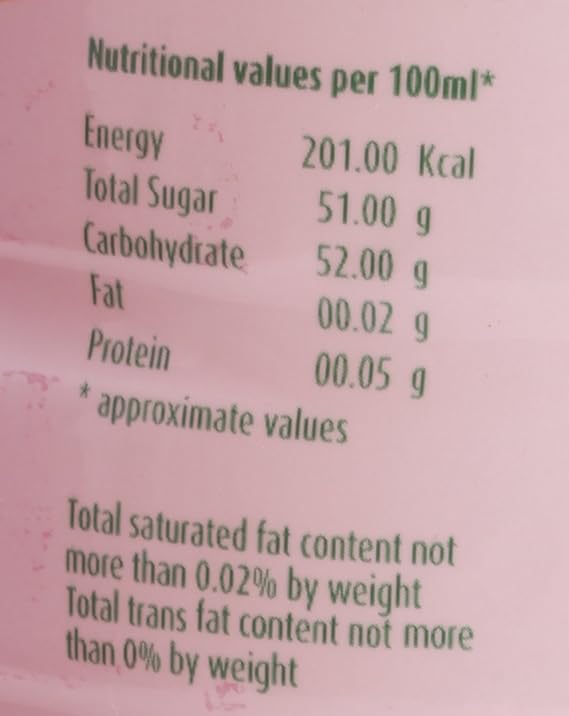 Nutritional values per 100ml*
Energy 201.00 Kcal
Total Sugar 51.00 g
Carbohydrate 52.00 g
Fat 00.02 g
Protein 00.05 g
* approximate values
Total saturated fat content not
more than 0.02% by weight
Total trans fat content not more
than 0% by weight